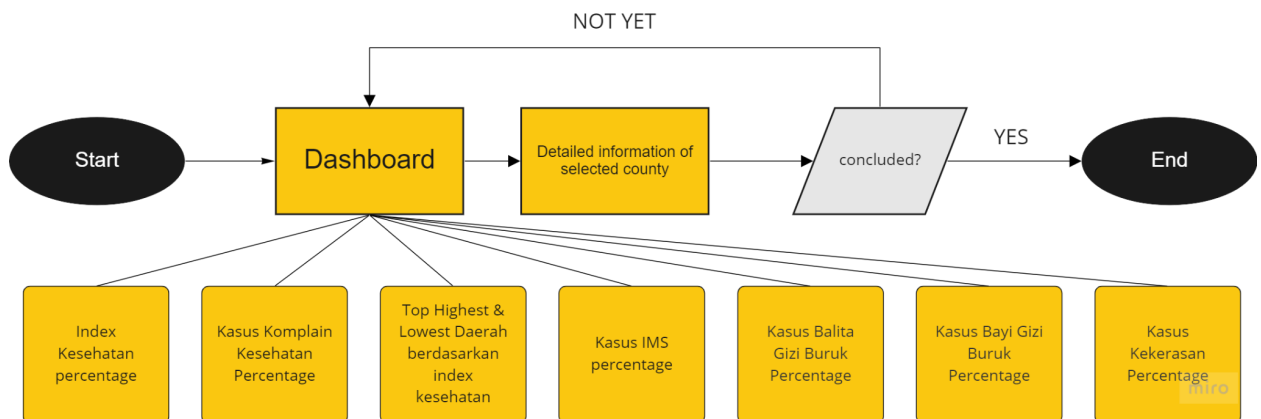 NOT YET
Start
Dashboard
Detailed information of
selected county
concluded?
YES
End
Index
Kesehatan
percentage
Kasus Komplain
Kesehatan
Percentage
Top Highest &
Lowest Daerah
berdasarkan
index
kesehatan
Kasus IMS
percentage
Kasus Balita
Gizi Buruk
Percentage
Kasus Bayi Gizi
Buruk
Percentage
Kasus
Kekerasan
Percentage
miro